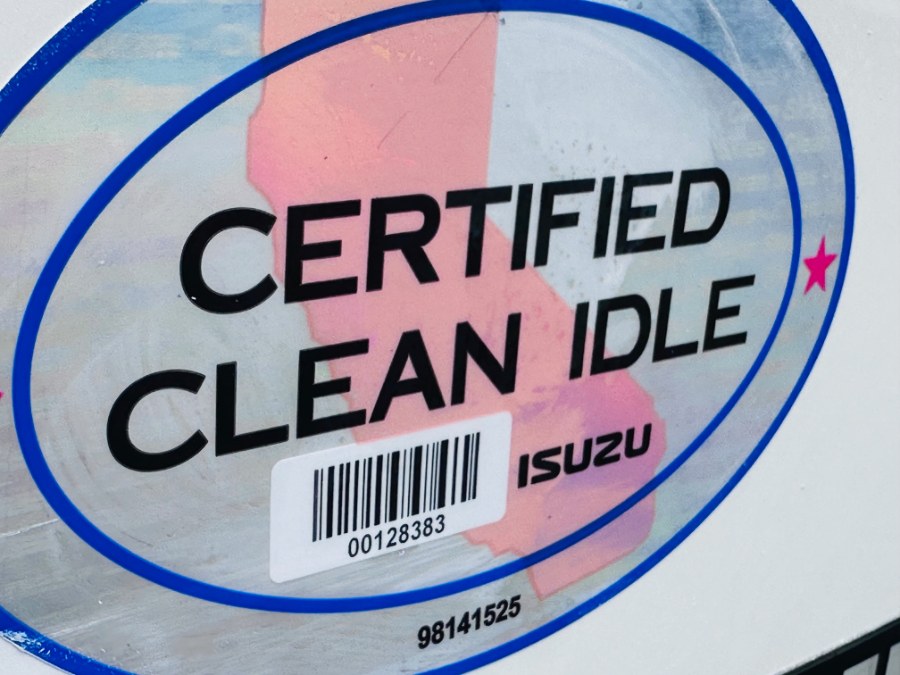 CERTIFIED
CLEAN IDLE
ISUZU
00128383
98141525